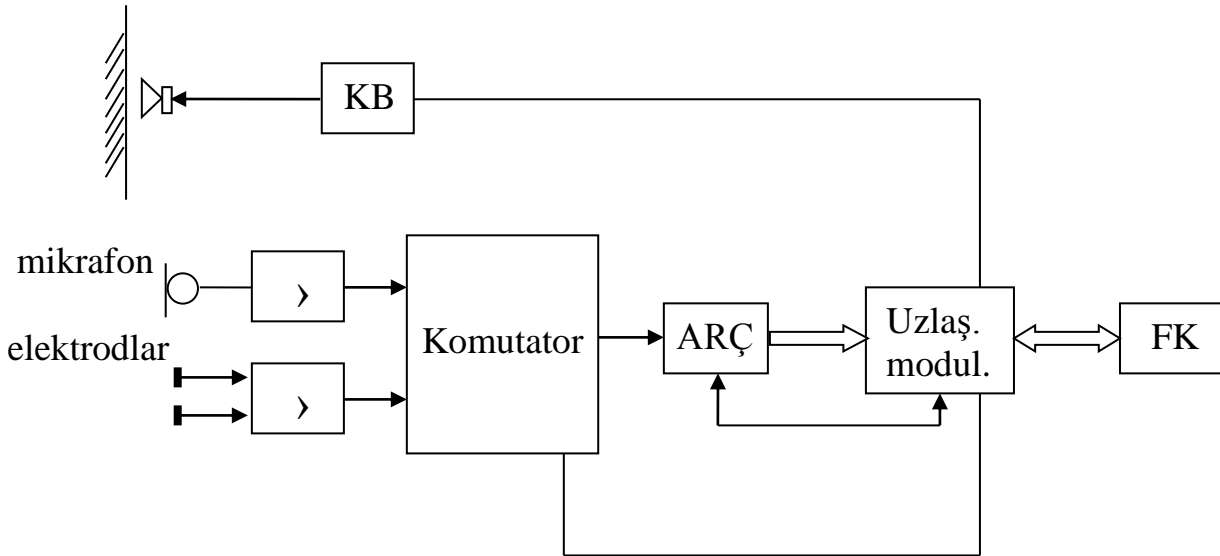 KB
mikrafon
›
elektrodlar
›
Komutator
ARÇ
Uzlaş.
modul.
FK